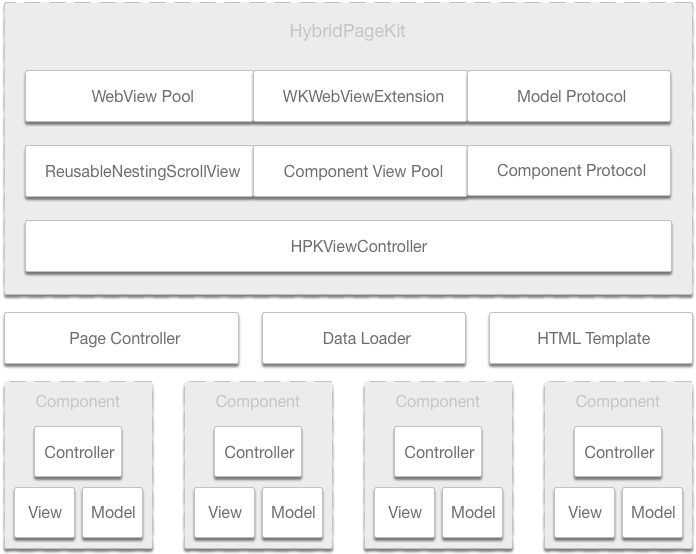 HybridPageKit
WebView Pool WKWebViewExtension Model Protocol
ReusableNestingScrollView Component View Pool Component Protocol
HPKViewController
Page Controller Data Loader HTML Template
Component Component Component Component
Controller Controller Controller Controller
View Model View Model View Model View Model